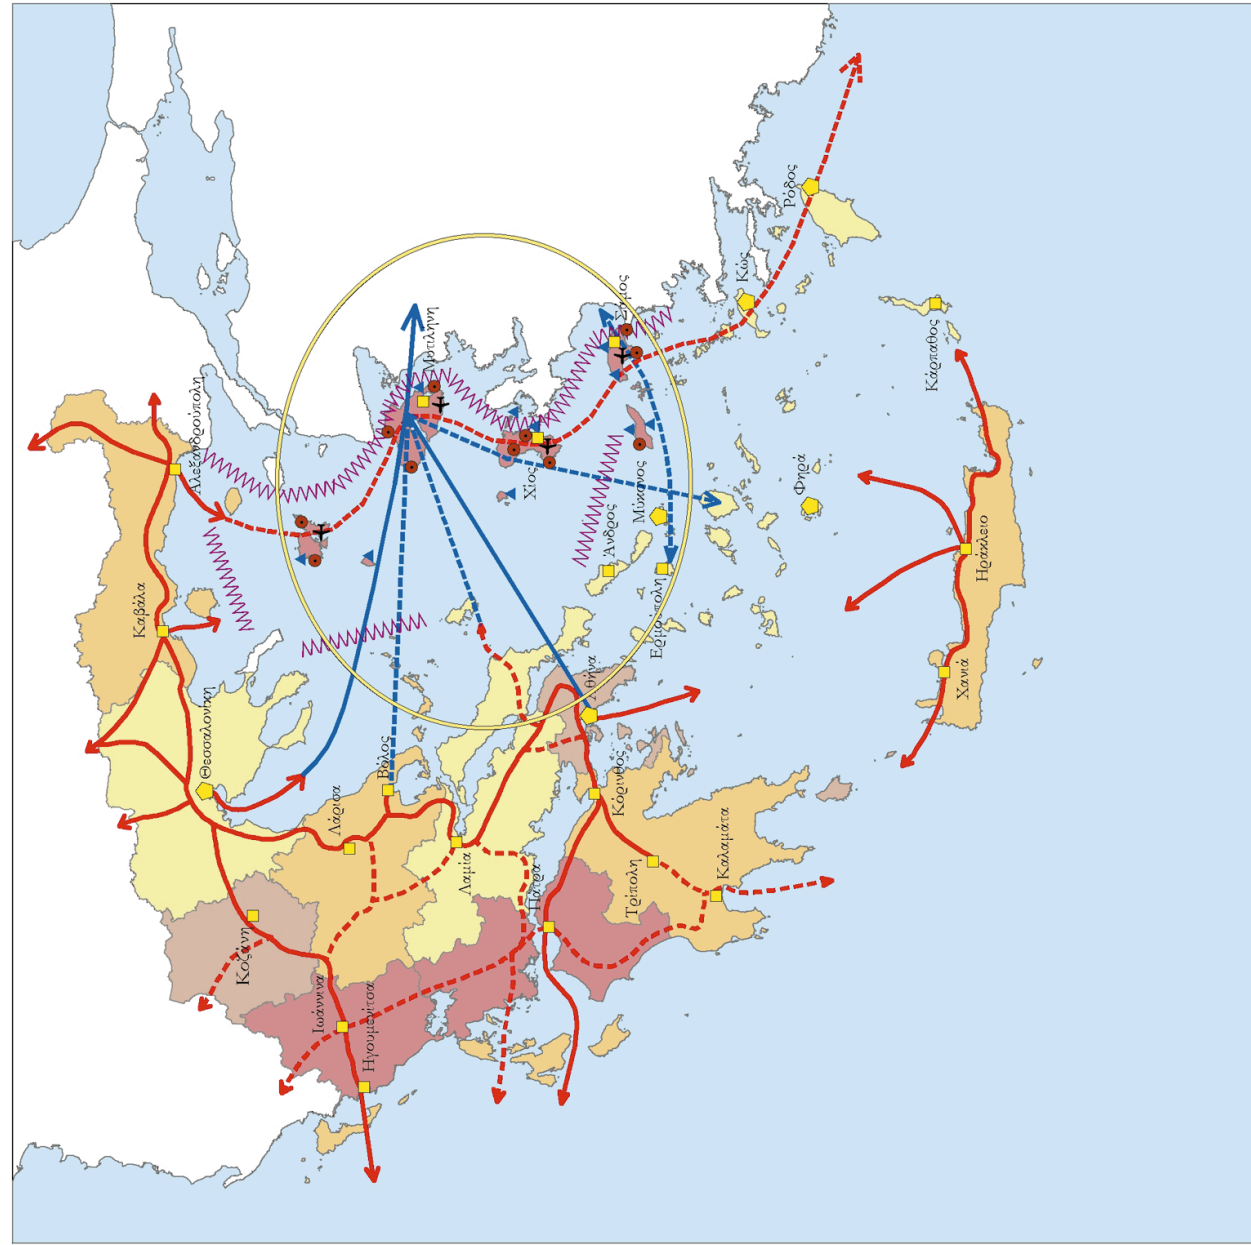 Αλεξανδρούπολη
Καβάλα
Θεσσαλονίκη
Μυτιλήνη
Βόλος
Λάρισα
Κοζάνη
Ιωάννινα
Ηγουμενίτσα
Λαμία
Πάτρα
Χίος
Σάμος
Άνδρος
Μύκονος
Ερμούπολη
Αθήνα
Κόρινθος
Τρίπολη
Καλαμάτα
Ρόδος
Κώς
Φηρά
Κάρπαθος
Ηράκλειο
Χανιά